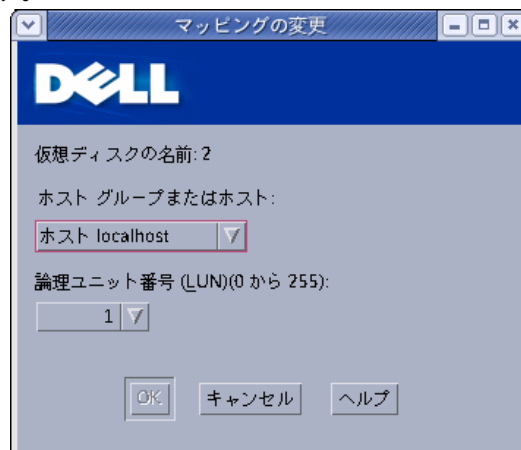 マッピングの変更
DELL
仮想ディスクの名前: 2
ホスト グループまたはホスト:
ホスト localhost
論理ユニット番号 (LUN)(0 から 255):
1
OK キャンセル ヘルプ